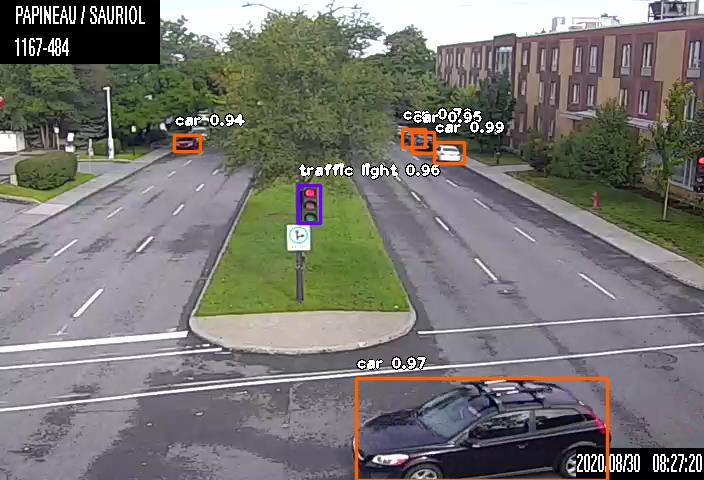 PAPINEAU / SAURIOL
1167-484
car 0.94
car 0.95
car 0.99
traffic light 0.96
car 0.97
2020/08/30 08:27:20